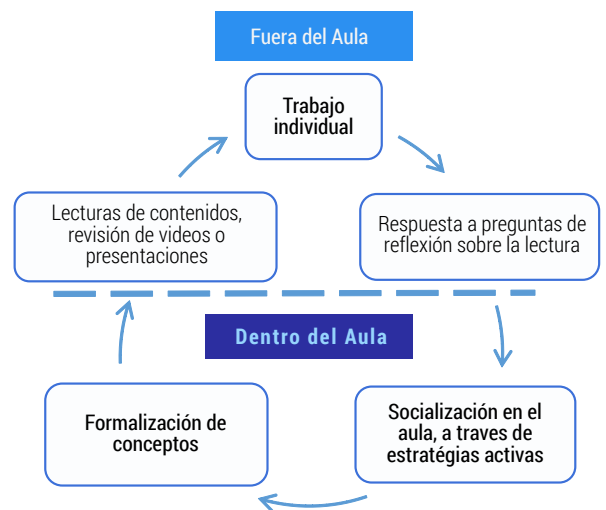 Fuera del Aula
Trabajo
individual
Lecturas de contenidos,
revisión de videos o
presentaciones
Respuesta a preguntas de
reflexión sobre la lectura
Dentro del Aula
Formalización de
conceptos
Socialización en el
aula, a traves de
estratégias activas